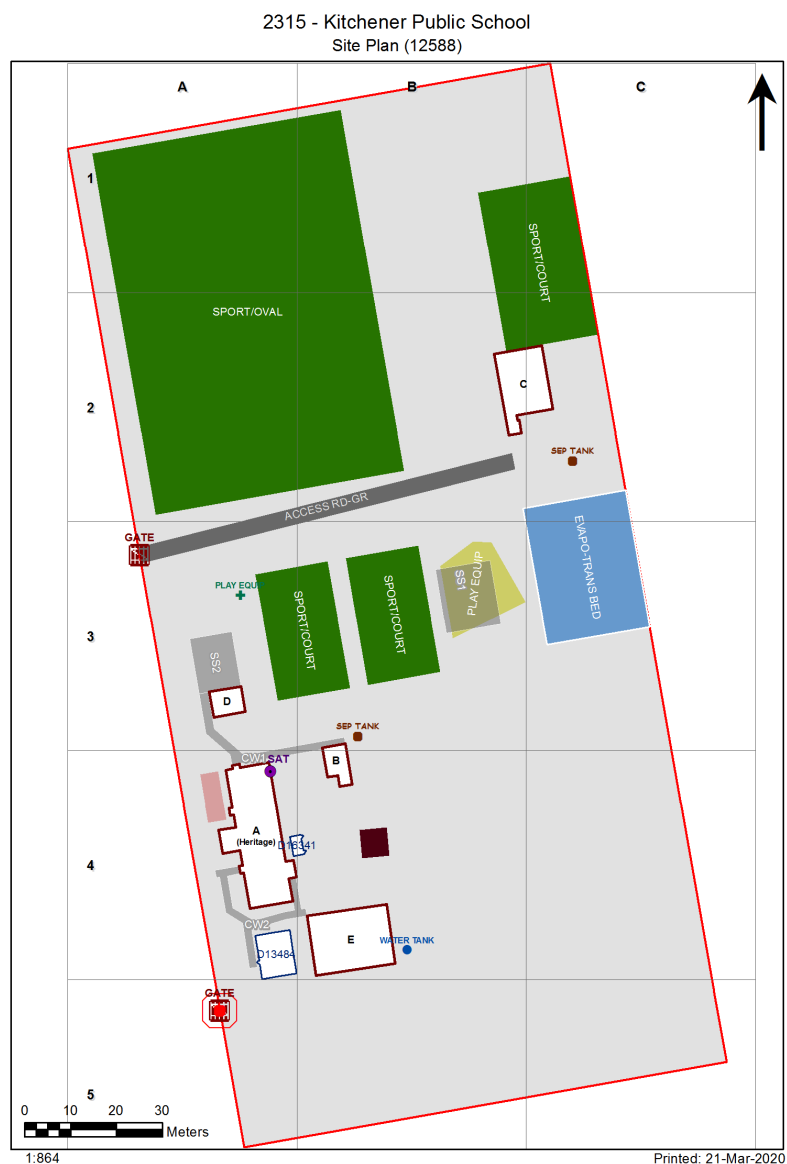 2315 - Kitchener Public School
Site Plan (12588)
A
B
C
1
SPORT/COURT
SPORT/OVAL
C
2
SEP TANK
ACCESS RD-GR
GATE
EVAPO-TRANS BED
PLAY EQU
SPORT/COURT
SPORT/COURT
SS1
PLAY EQUIP
3
SS2
D
SEP TANK
CW1
SAT
B
A
(Heritage)
D16341
4
CW2
E
WATER TANK
D13484
GATE
5
0 10 20 30
Meters
1:864
Printed: 21-Mar-2020